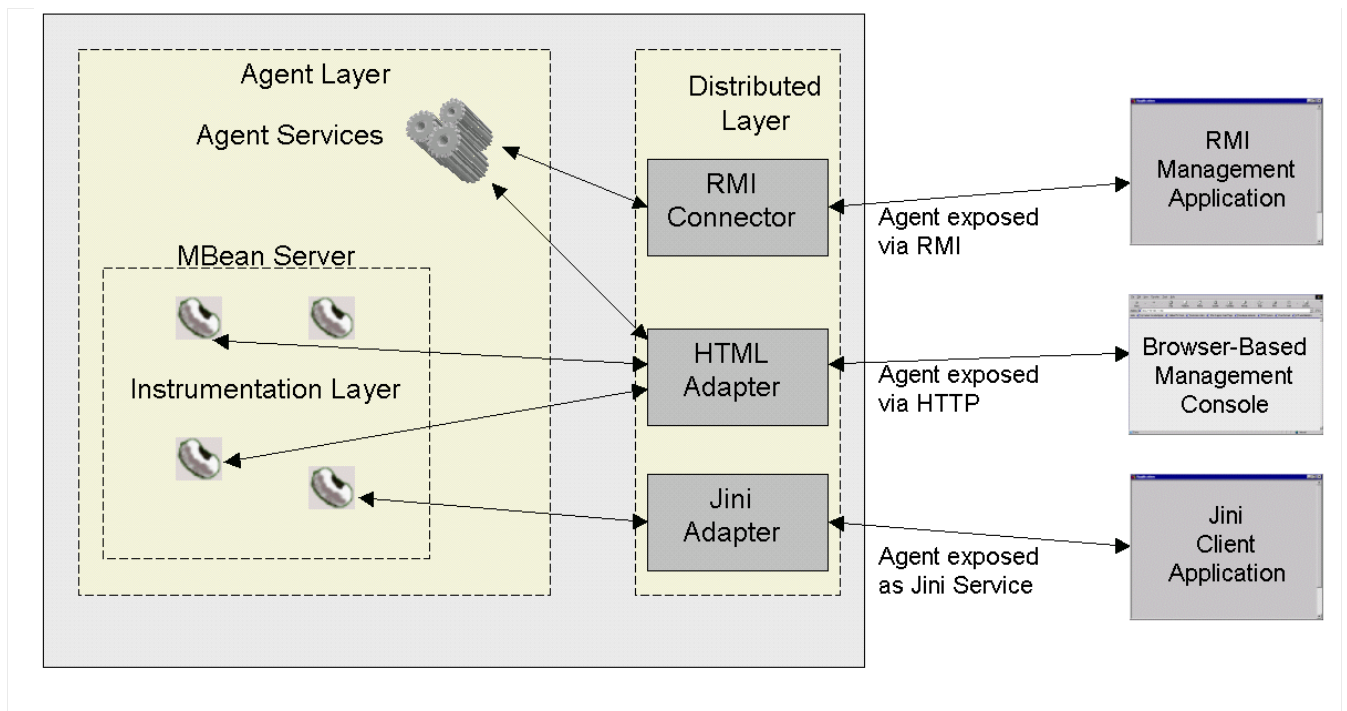 Agent Layer
Agent Services
MBean Server
Instrumentation Layer
Distributed
Layer
RMI
Connector
HTML
Adapter
Jini
Adapter
Agent exposed
via RMI
Agent exposed
via HTTP
Agent exposed
as Jini Service
RMI
Management
Application
Browser-Based
Management
Console
Jini
Client
Application